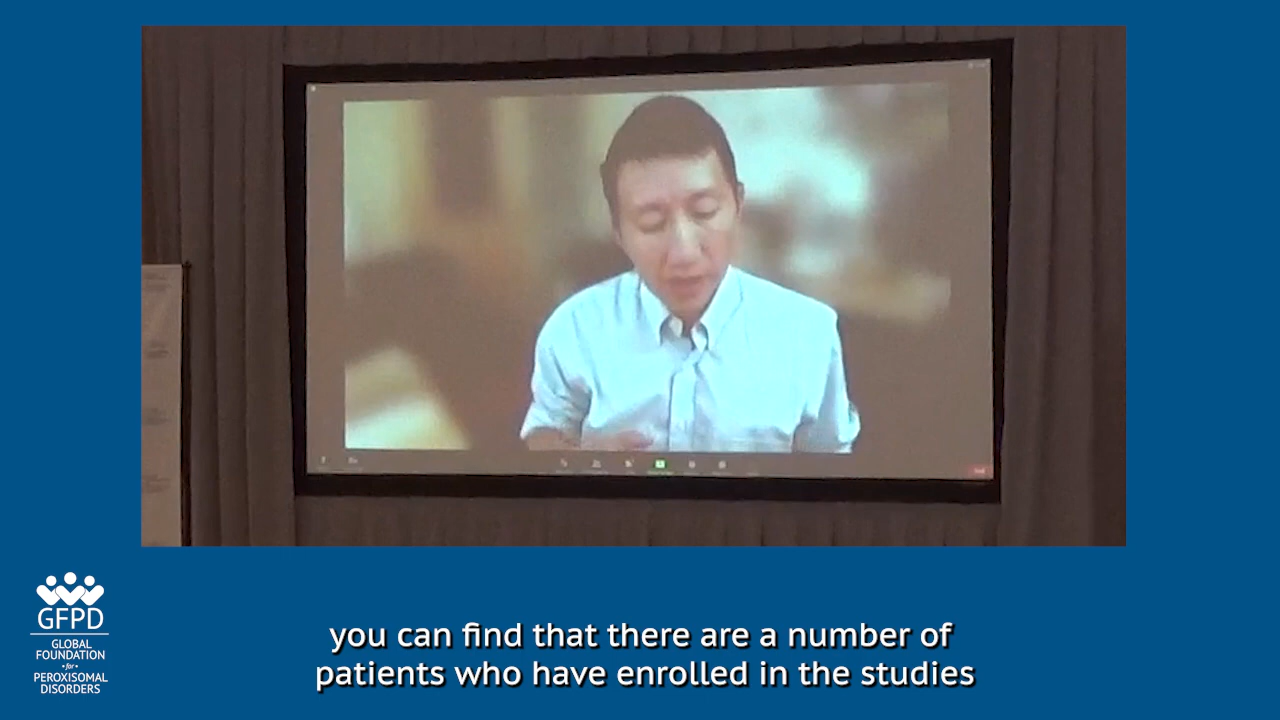 GFPD
GLOBAL
FOUNDATION
-for-
PEROXISOMAL
DISORDERS
you can find that there are a number of
patients who have enrolled in the studies